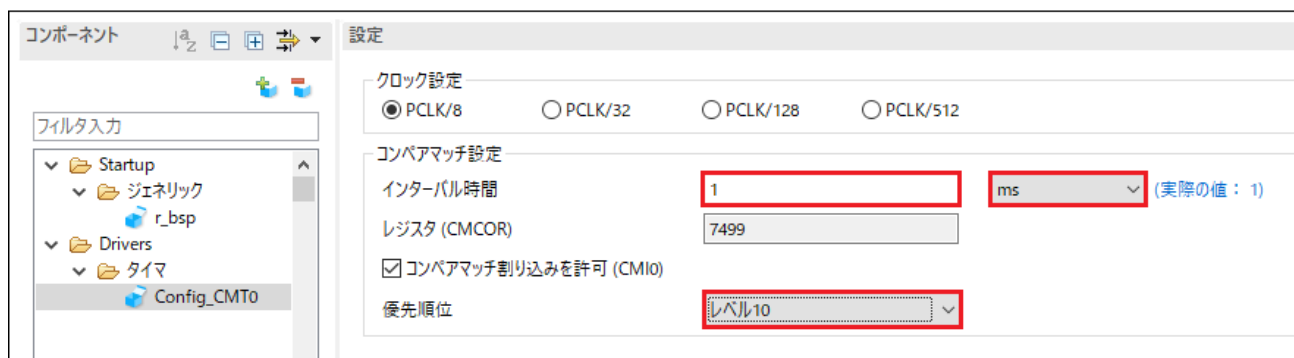 コンポーネント
設定
フィルタ入力
Startup
ジェネリック
r_bsp
Drivers
タイマ
Config_CMT0
クロック設定
PCLK/8 PCLK/32 PCLK/128 PCLK/512
コンペアマッチ設定
インターバル時間 1 ms (実際の値： 1)
レジスタ (CMCOR) 7499
コンペアマッチ割り込みを許可 (CMI0)
優先順位 レベル10